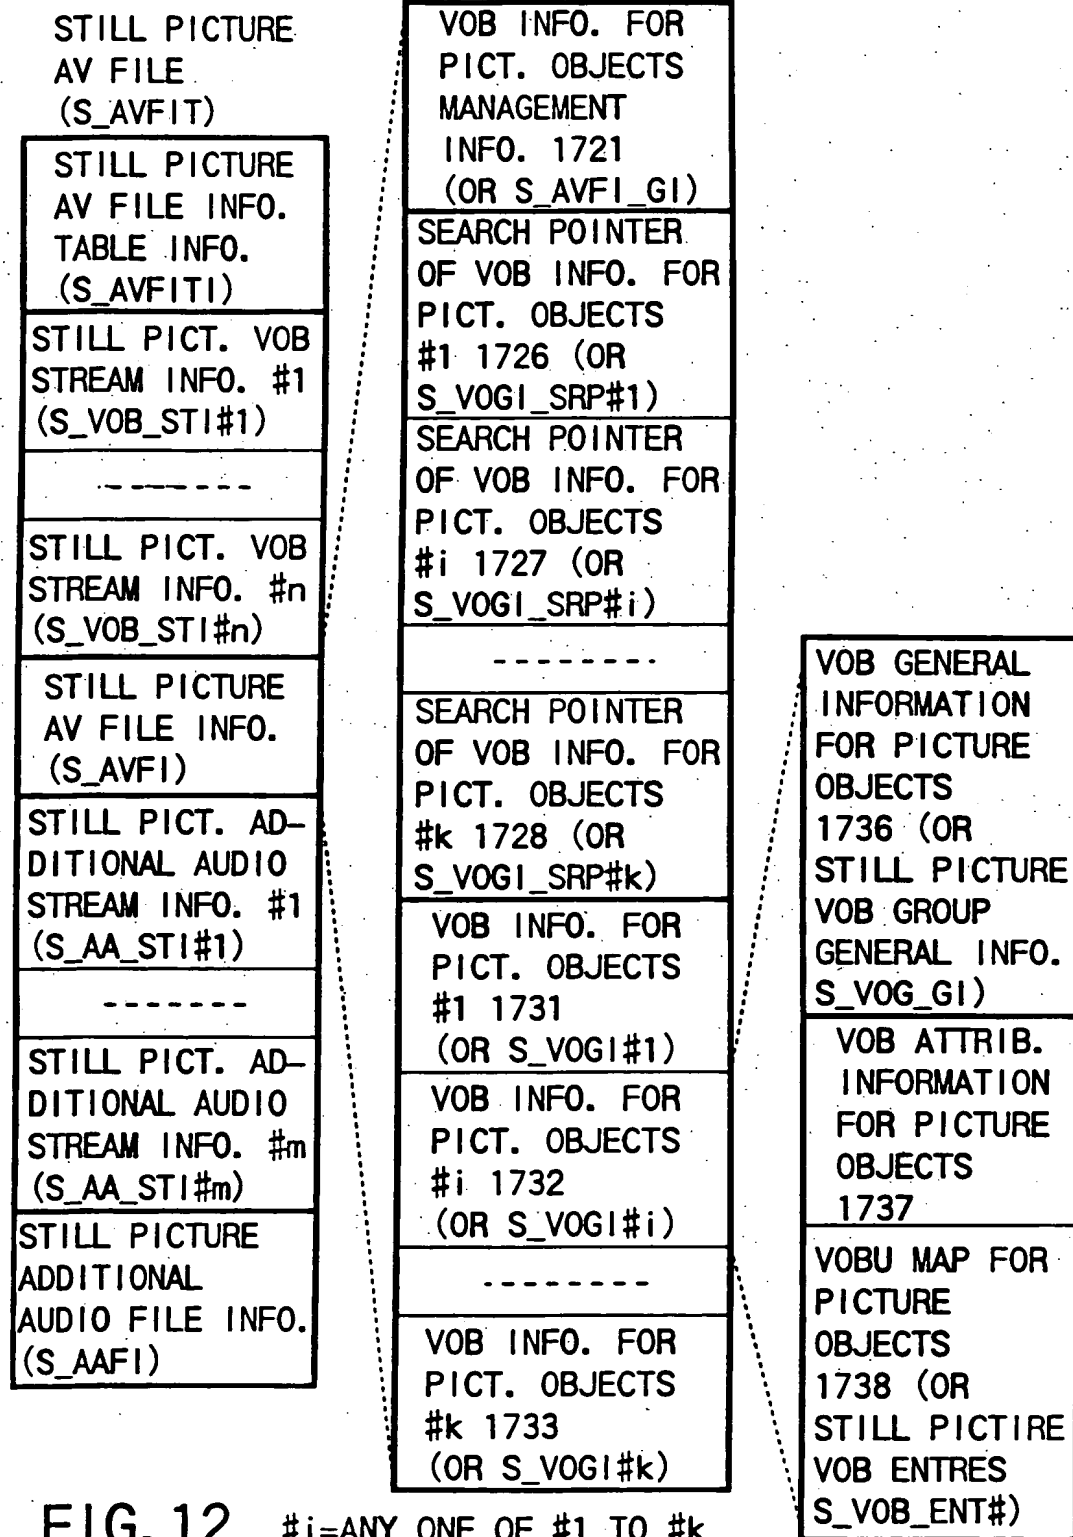 STILL PICTURE
AV FILE
(S_AVFIT)
STILL PICTURE
AV FILE INFO.
TABLE INFO.
(S_AVFITI)
STILL PICT. VOB
STREAM INFO. #1
(S_VOB_STI#1)
-------
STILL PICT. VOB
STREAM INFO. #n
(S_VOB_STI#n)
STILL PICTURE
AV FILE INFO.
(S_AVFI)
STILL PICT. AD-
DITIONAL AUDIO
STREAM INFO. #1
(S_AA_STI#1)
-------
STILL PICT. AD-
DITIONAL AUDIO
STREAM INFO. #m
(S_AA_STI#m)
STILL PICTURE
ADDITIONAL
AUDIO FILE INFO.
(S_AAFI)
VOB INFO. FOR
PICT. OBJECTS
MANAGEMENT
INFO. 1721
(OR S_AVFI_GI)
SEARCH POINTER
OF VOB INFO. FOR
PICT. OBJECTS
#1 1726 (OR
S_VOGI_SRP#1)
SEARCH POINTER
OF VOB INFO. FOR
PICT. OBJECTS
#i 1727 (OR
S_VOGI_SRP#i)
--------
SEARCH POINTER
OF VOB INFO. FOR
PICT. OBJECTS
#k 1728 (OR
S_VOGI_SRP#k)
VOB INFO. FOR
PICT. OBJECTS
#1 1731
(OR S_VOGI#1)
VOB INFO. FOR
PICT. OBJECTS
#i 1732
(OR S_VOGI#i)
--------
VOB INFO. FOR
PICT. OBJECTS
#k 1733
(OR S_VOGI#k)
VOB GENERAL
INFORMATION
FOR PICTURE
OBJECTS
1736 (OR
STILL PICTURE
VOB GROUP
GENERAL INFO.
S_VOG_GI)
VOB ATTRIB.
INFORMATION
FOR PICTURE
OBJECTS
1737
VOBU MAP FOR
PICTURE
OBJECTS
1738 (OR
STILL PICTIRE
VOB ENTRES
S_VOB_ENT#)
FIG. 12 #i=ANY ONE OF #1 TO #k